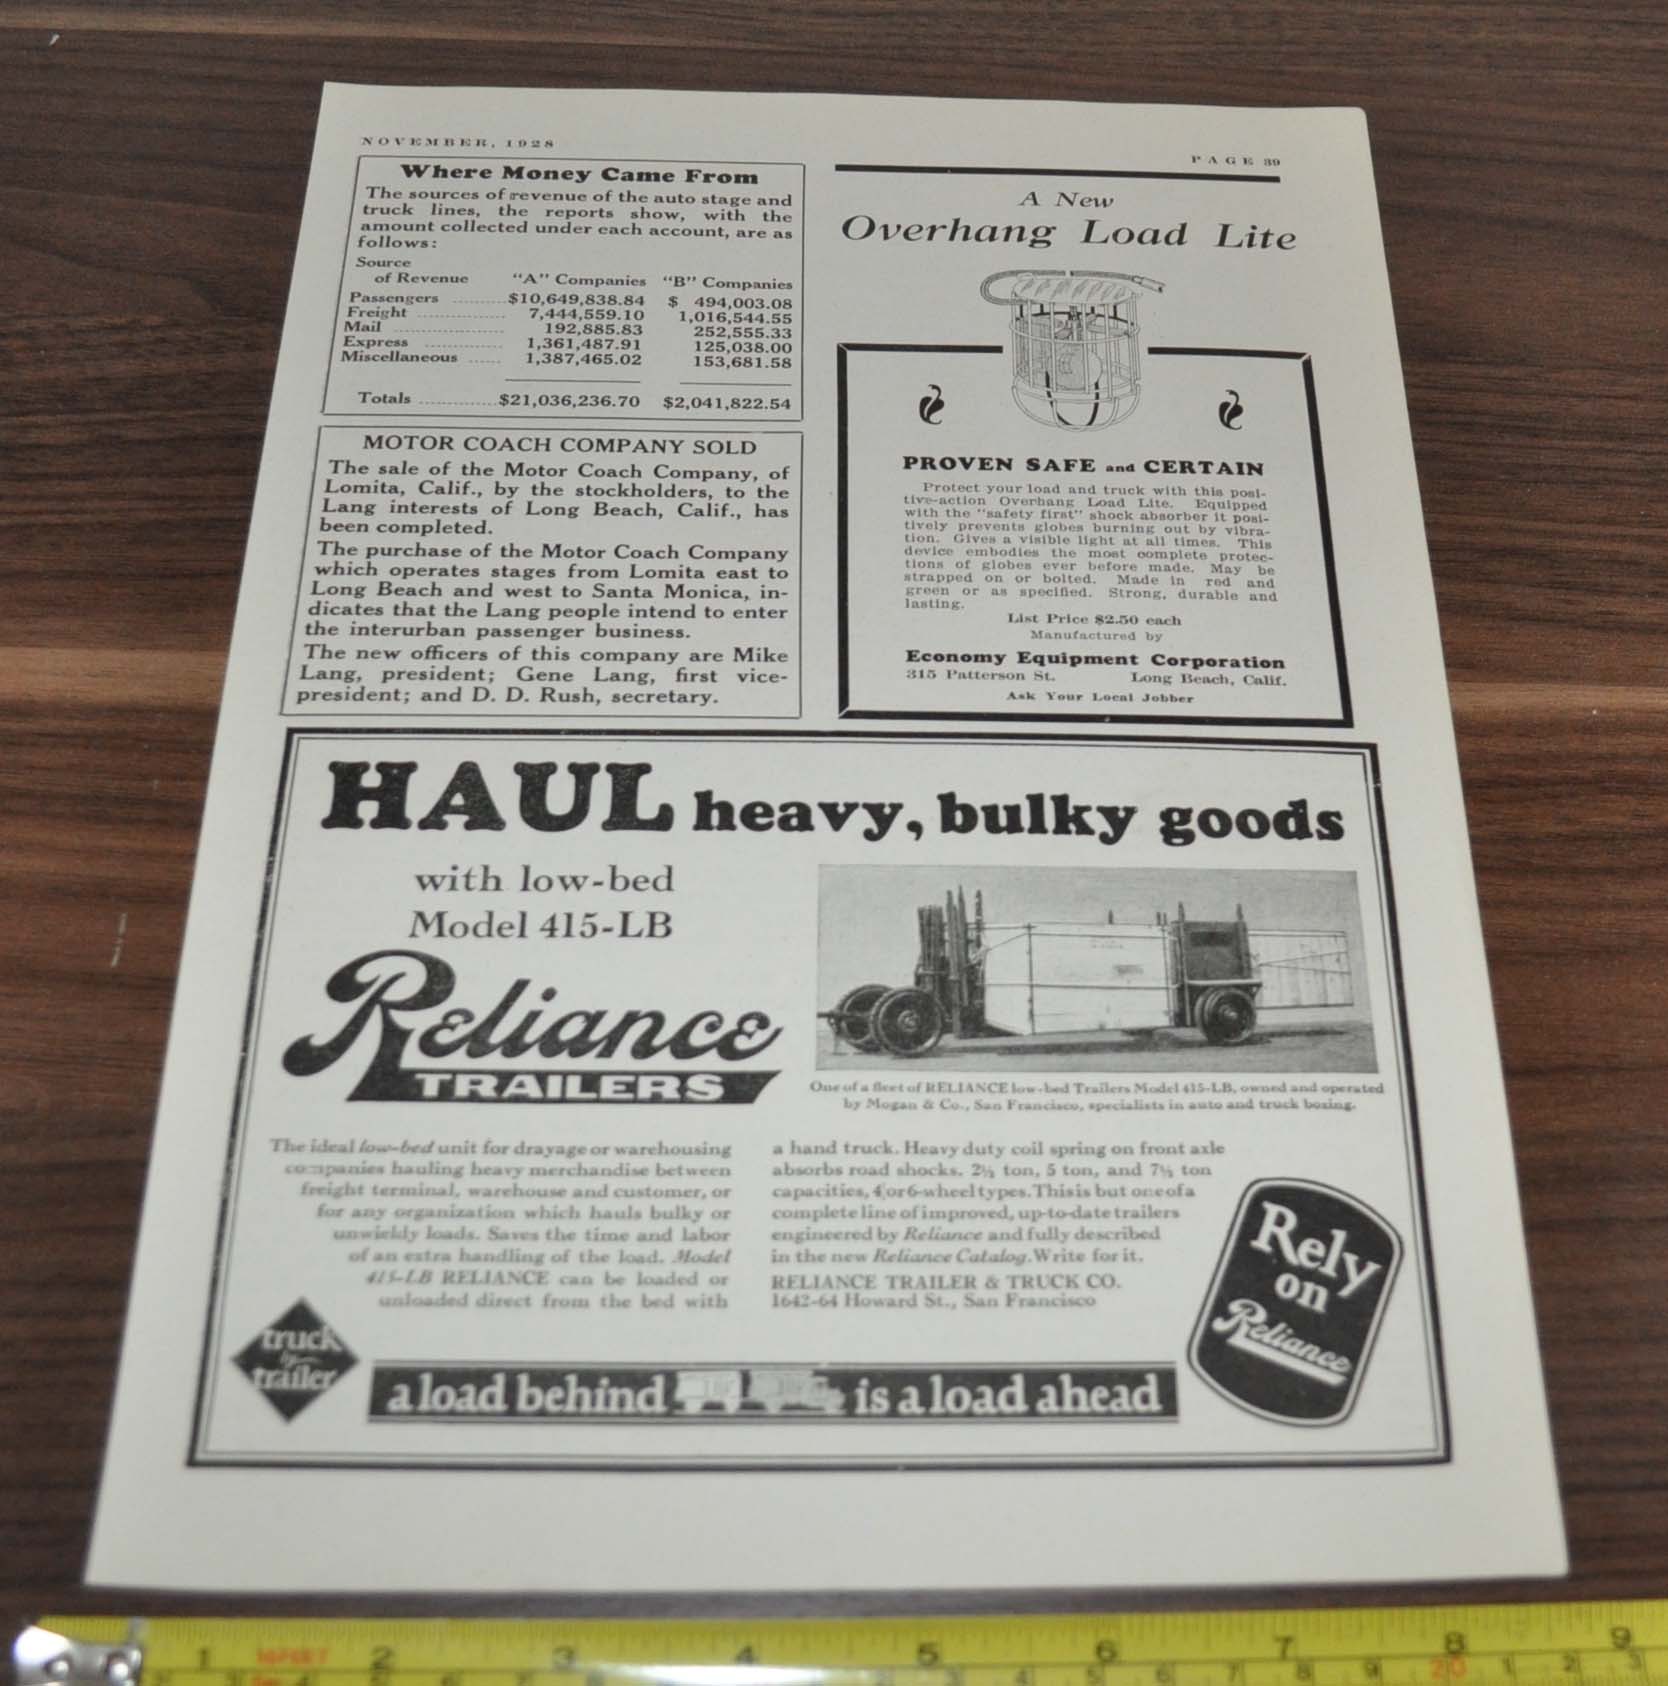 NOVEMBER, 1928
PAGE 39
Where Money Came From
The sources of revenue of the auto stage and
truck lines, the reports show, with the
amount collected under each account, are as
follows:
Source
of Revenue "A" Companies "B" Companies
Passengers ..........$10,649,838.84 $ 494,003.08
Freight ................ 7,444,559.10 1,016,544.55
Mail .................... 192,885.83 252,555.33
Express .............. 1,361,487.91 125,038.00
Miscellaneous ...... 1,387,465.02 153,681.58
Totals ..............$21,036,236.70 $2,041,822.54
MOTOR COACH COMPANY SOLD
The sale of the Motor Coach Company, of
Lomita, Calif., by the stockholders, to the
Lang interests of Long Beach, Calif., has
been completed.
The purchase of the Motor Coach Company
which operates stages from Lomita east to
Long Beach and west to Santa Monica, in-
dicates that the Lang people intend to enter
the interurban passenger business.
The new officers of this company are Mike
Lang, president; Gene Lang, first vice-
president; and D. D. Rush, secretary.
A New
Overhang Load Lite
PROVEN SAFE and CERTAIN
Protect your load and truck with this posi-
tive-action Overhang Load Lite. Equipped
with the "safety first" shock absorber it posi-
tively prevents globes burning out by vibra-
tion. Gives a visible light at all times. This
device embodies the most complete protec-
tions of globes ever before made. May be
strapped on or bolted. Made in red and
green or as specified. Strong, durable and
lasting.
List Price $2.50 each
Manufactured by
Economy Equipment Corporation
315 Patterson St. Long Beach, Calif.
Ask Your Local Jobber
HAUL heavy, bulky goods
with low-bed
Model 415-LB
Reliance
TRAILERS
One of a fleet of RELIANCE low-bed Trailers Model 415-LB, owned and operated
by Mogan & Co., San Francisco, specialists in auto and truck boxing.
The ideal low-bed unit for drayage or warehousing
companies hauling heavy merchandise between
freight terminal, warehouse and customer, or
for any organization which hauls bulky or
unwieldy loads. Saves the time and labor
of an extra handling of the load. Model
415-LB RELIANCE can be loaded or
unloaded direct from the bed with
a hand truck. Heavy duty coil spring on front axle
absorbs road shocks. 2½ ton, 5 ton, and 7½ ton
capacities, 4 or 6-wheel types. This is but one of a
complete line of improved, up-to-date trailers
engineered by Reliance and fully described
in the new Reliance Catalog. Write for it.
RELIANCE TRAILER & TRUCK CO.
1642-64 Howard St., San Francisco
Rely
on
Reliance
truck
by
trailer
a load behind is a load ahead
1 2 3 4 5 6 7 8 9
20 1 2 3